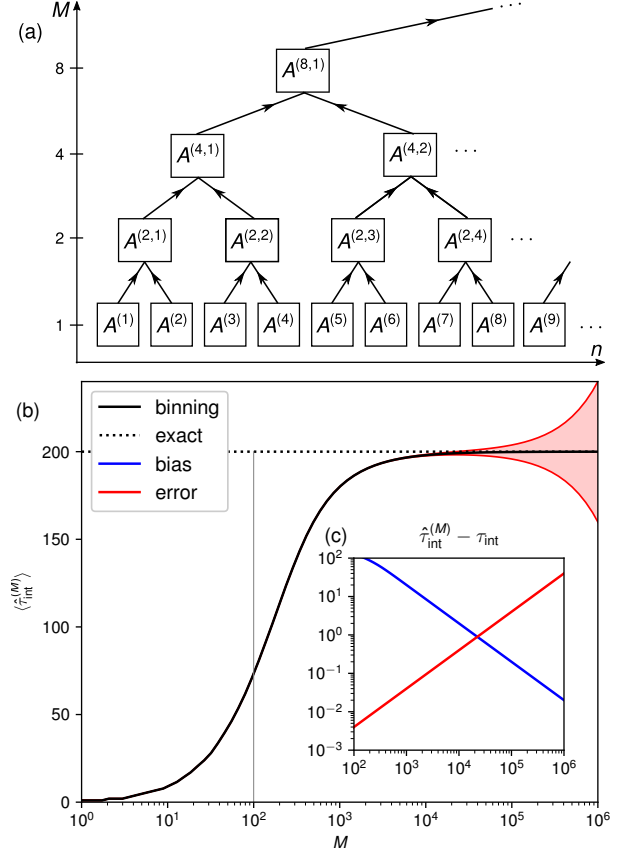 M
(a)
...
8
A^(8,1)
4
A^(4,1) A^(4,2) ...
2
A^(2,1) A^(2,2) A^(2,3) A^(2,4) ...
1
A^(1) A^(2) A^(3) A^(4) A^(5) A^(6) A^(7) A^(8) A^(9) ...
n
(b)
binning
exact
bias
error
200
150
100
50
0
⟨τ̂_int^(M)⟩
10^0 10^1 10^2 10^3 10^4 10^5 10^6
M
(c) τ̂_int^(M) − τ_int
10^2
10^1
10^0
10^−1
10^−2
10^−3
10^2 10^3 10^4 10^5 10^6